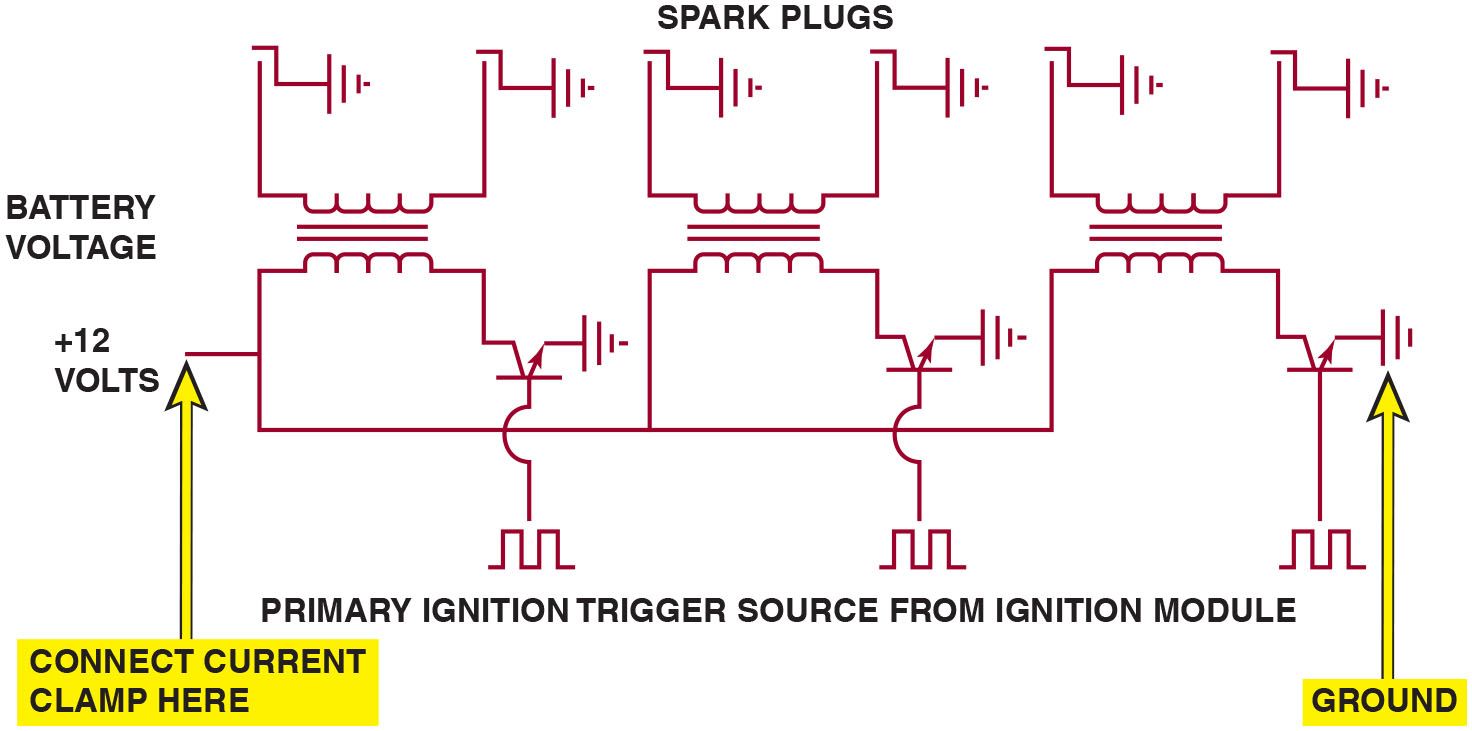 SPARK PLUGS
BATTERY
VOLTAGE
+12
VOLTS
PRIMARY IGNITION TRIGGER SOURCE FROM IGNITION MODULE
CONNECT CURRENT
CLAMP HERE
GROUND